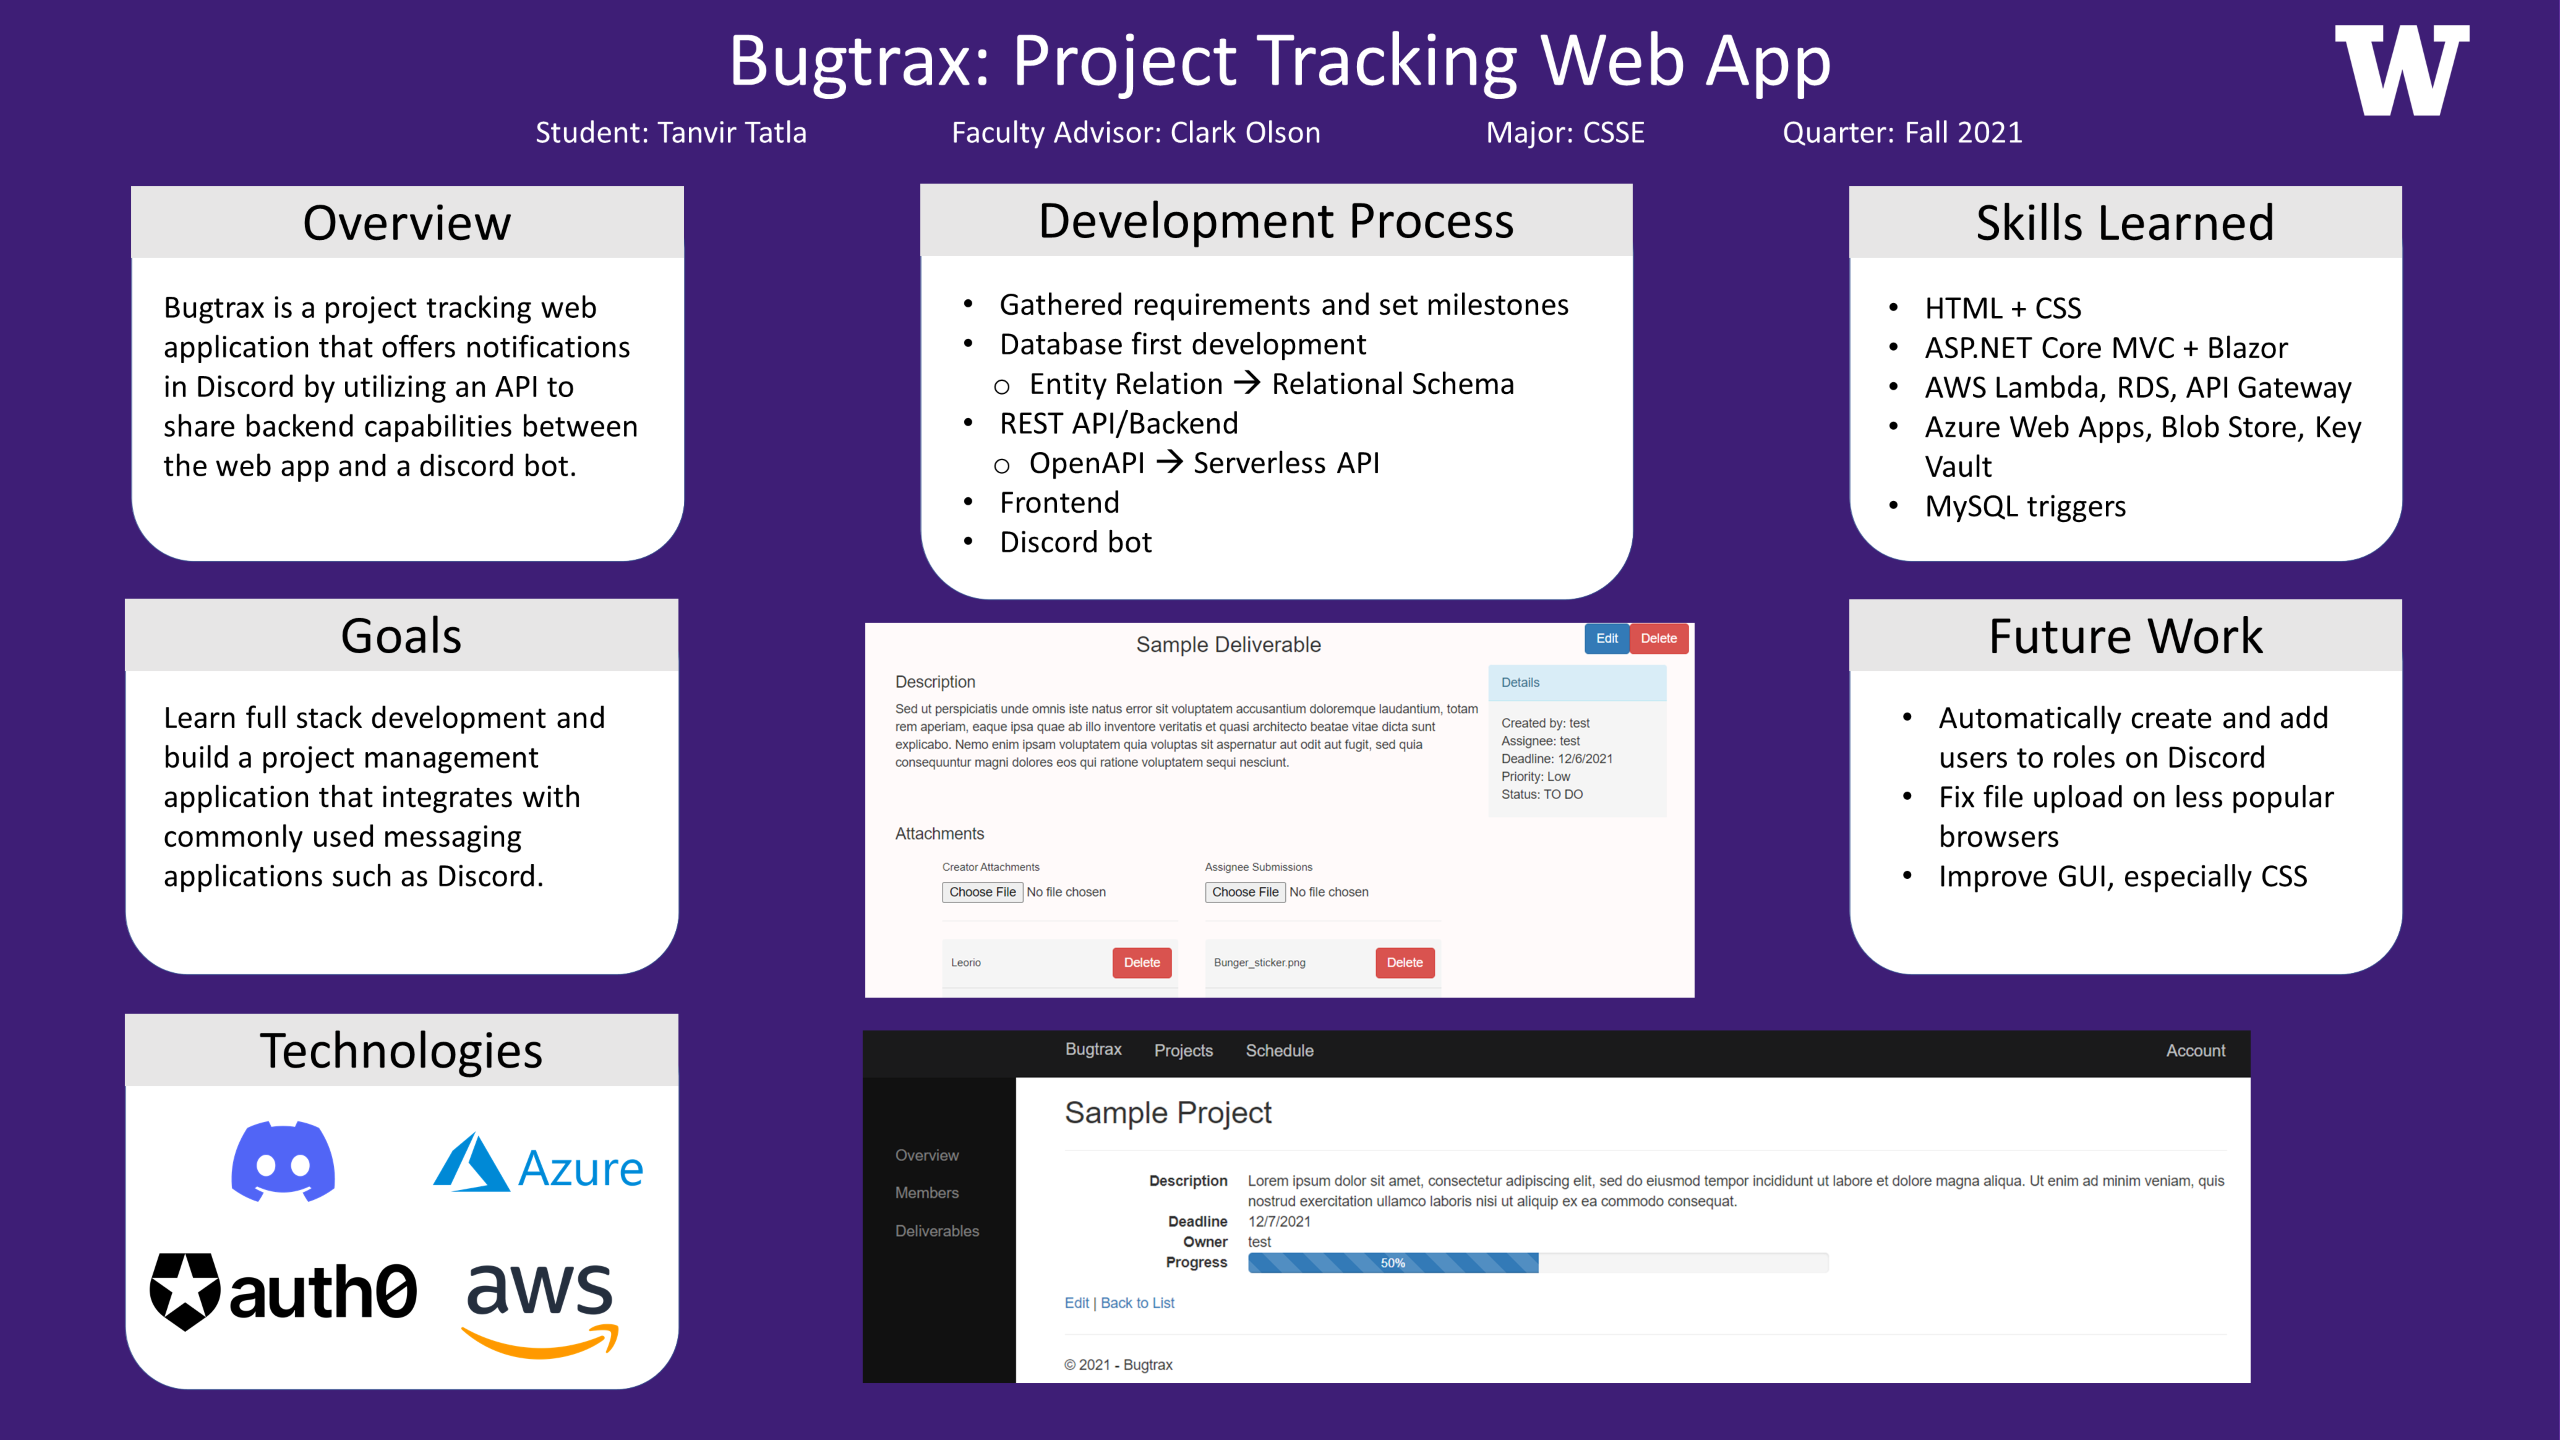 Bugtrax: Project Tracking Web App
W
Student: Tanvir Tatla Faculty Advisor: Clark Olson Major: CSSE Quarter: Fall 2021
Overview
Bugtrax is a project tracking web
application that offers notifications
in Discord by utilizing an API to
share backend capabilities between
the web app and a discord bot.
Goals
Learn full stack development and
build a project management
application that integrates with
commonly used messaging
applications such as Discord.
Technologies
Azure
auth0
aws
Development Process
• Gathered requirements and set milestones
• Database first development
o Entity Relation → Relational Schema
• REST API/Backend
o OpenAPI → Serverless API
• Frontend
• Discord bot
Sample Deliverable
Edit Delete
Description
Sed ut perspiciatis unde omnis iste natus error sit voluptatem accusantium doloremque laudantium, totam
rem aperiam, eaque ipsa quae ab illo inventore veritatis et quasi architecto beatae vitae dicta sunt
explicabo. Nemo enim ipsam voluptatem quia voluptas sit aspernatur aut odit aut fugit, sed quia
consequuntur magni dolores eos qui ratione voluptatem sequi nesciunt.
Details
Created by: test
Assignee: test
Deadline: 12/6/2021
Priority: Low
Status: TO DO
Attachments
Creator Attachments
Choose File No file chosen
Leorio Delete
Assignee Submissions
Choose File No file chosen
Bunger_sticker.png Delete
Bugtrax Projects Schedule Account
Overview
Members
Deliverables
Sample Project
Description Lorem ipsum dolor sit amet, consectetur adipiscing elit, sed do eiusmod tempor incididunt ut labore et dolore magna aliqua. Ut enim ad minim veniam, quis
nostrud exercitation ullamco laboris nisi ut aliquip ex ea commodo consequat.
Deadline 12/7/2021
Owner test
Progress 50%
Edit | Back to List
© 2021 - Bugtrax
Skills Learned
• HTML + CSS
• ASP.NET Core MVC + Blazor
• AWS Lambda, RDS, API Gateway
• Azure Web Apps, Blob Store, Key
Vault
• MySQL triggers
Future Work
• Automatically create and add
users to roles on Discord
• Fix file upload on less popular
browsers
• Improve GUI, especially CSS